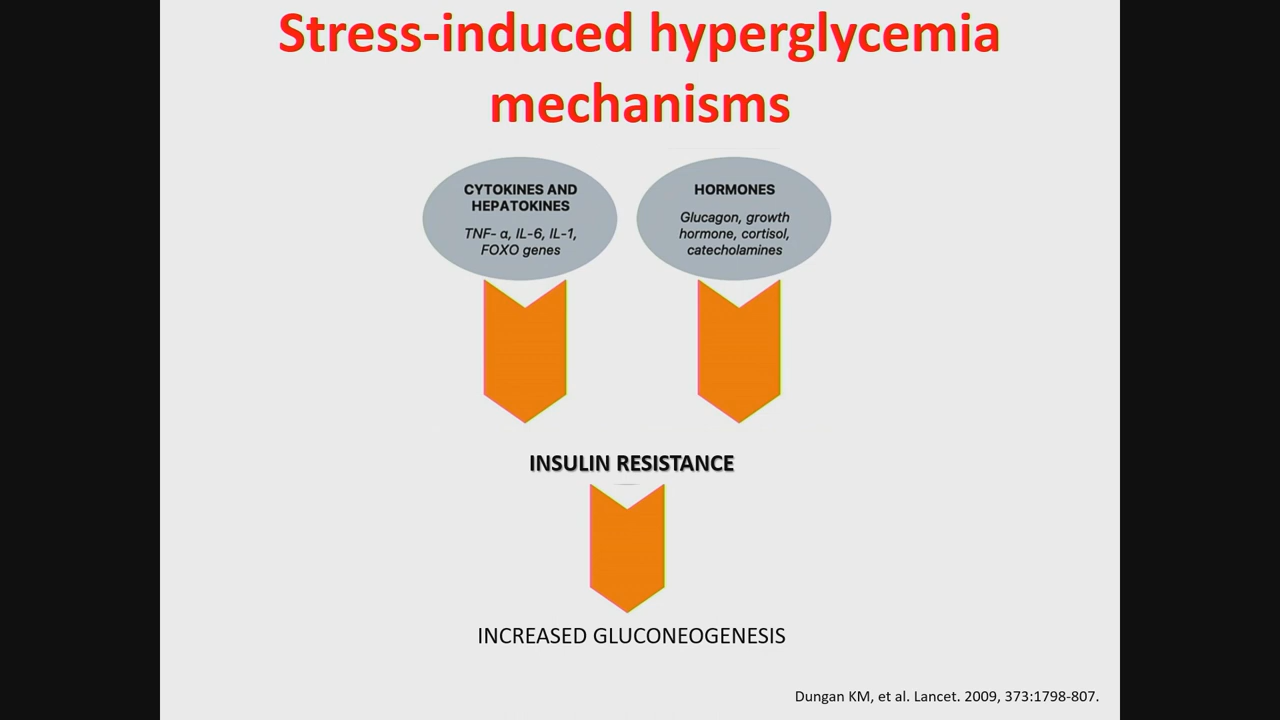 Stress-induced hyperglycemia
mechanisms
CYTOKINES AND
HEPATOKINES
TNF- α, IL-6, IL-1,
FOXO genes
HORMONES
Glucagon, growth
hormone, cortisol,
catecholamines
INSULIN RESISTANCE
INCREASED GLUCONEOGENESIS
Dungan KM, et al. Lancet. 2009, 373:1798-807.